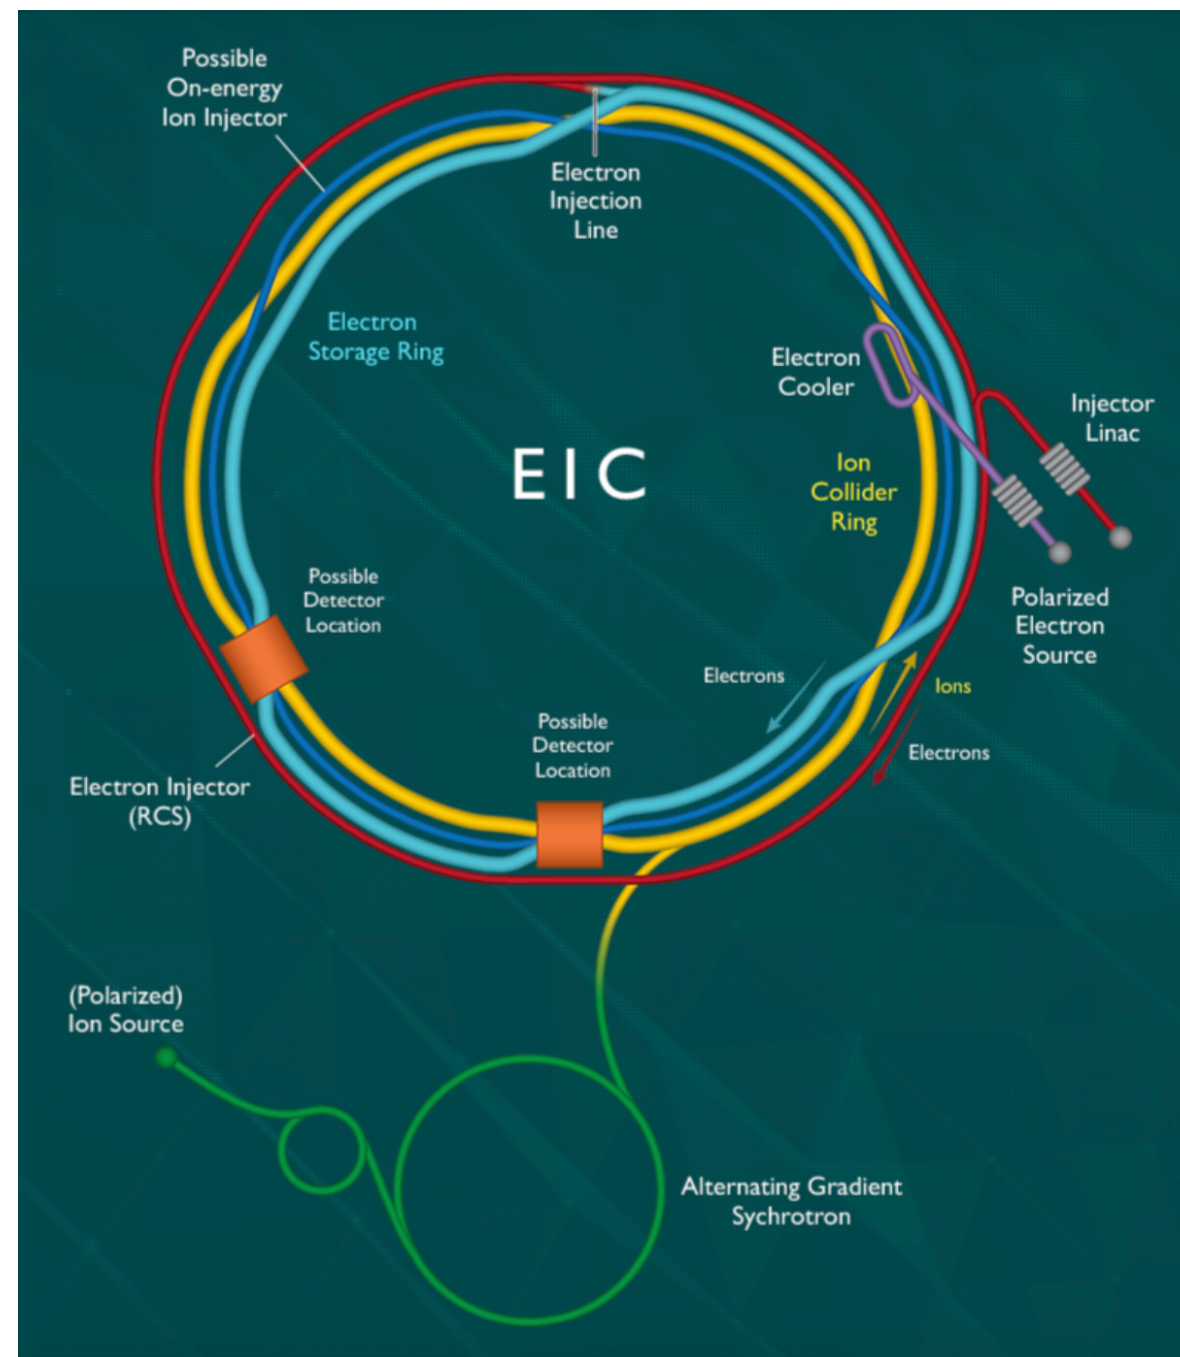 Possible
On-energy
Ion Injector
Electron
Injection
Line
Electron
Storage Ring
Electron
Cooler
Injector
Linac
EIC
Ion
Collider
Ring
Possible
Detector
Location
Polarized
Electron
Source
Electrons
Ions
Possible
Detector
Location
Electrons
Electron Injector
(RCS)
(Polarized)
Ion Source
Alternating Gradient
Sychrotron